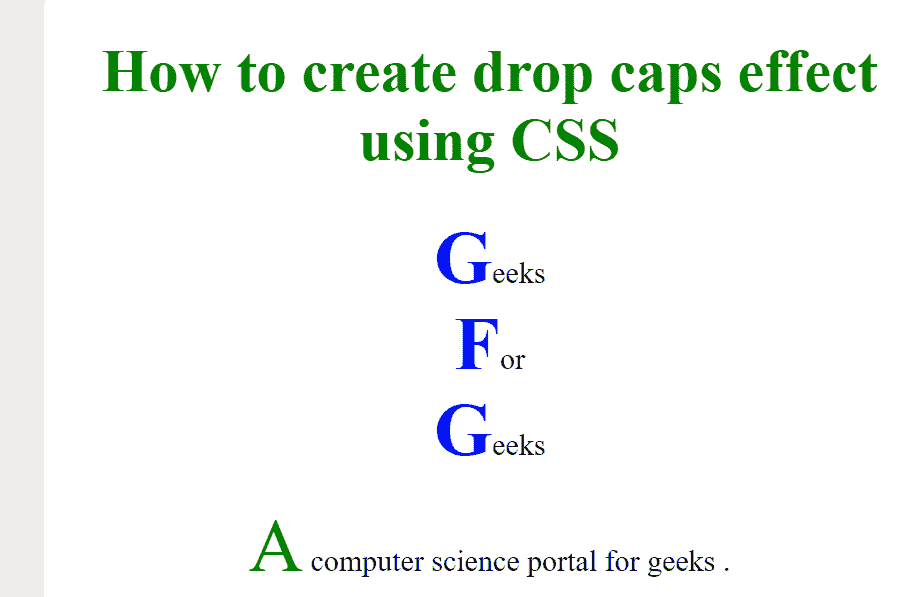 How to create drop caps effect
using CSS
Geeks
For
Geeks
A computer science portal for geeks .